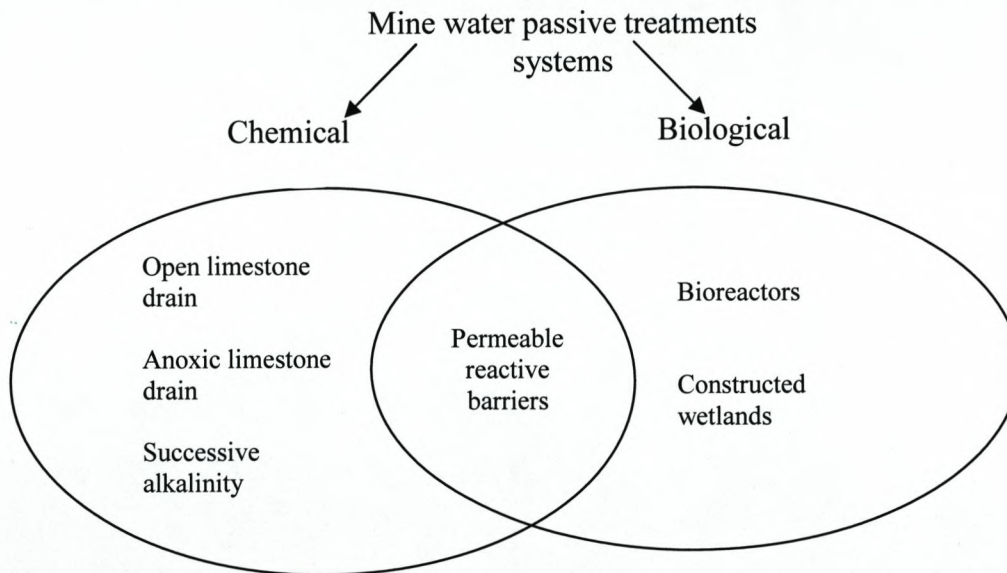 Mine water passive treatments
systems
Chemical
Biological
Open limestone
drain
Anoxic limestone
drain
Successive
alkalinity
Permeable
reactive
barriers
Bioreactors
Constructed
wetlands